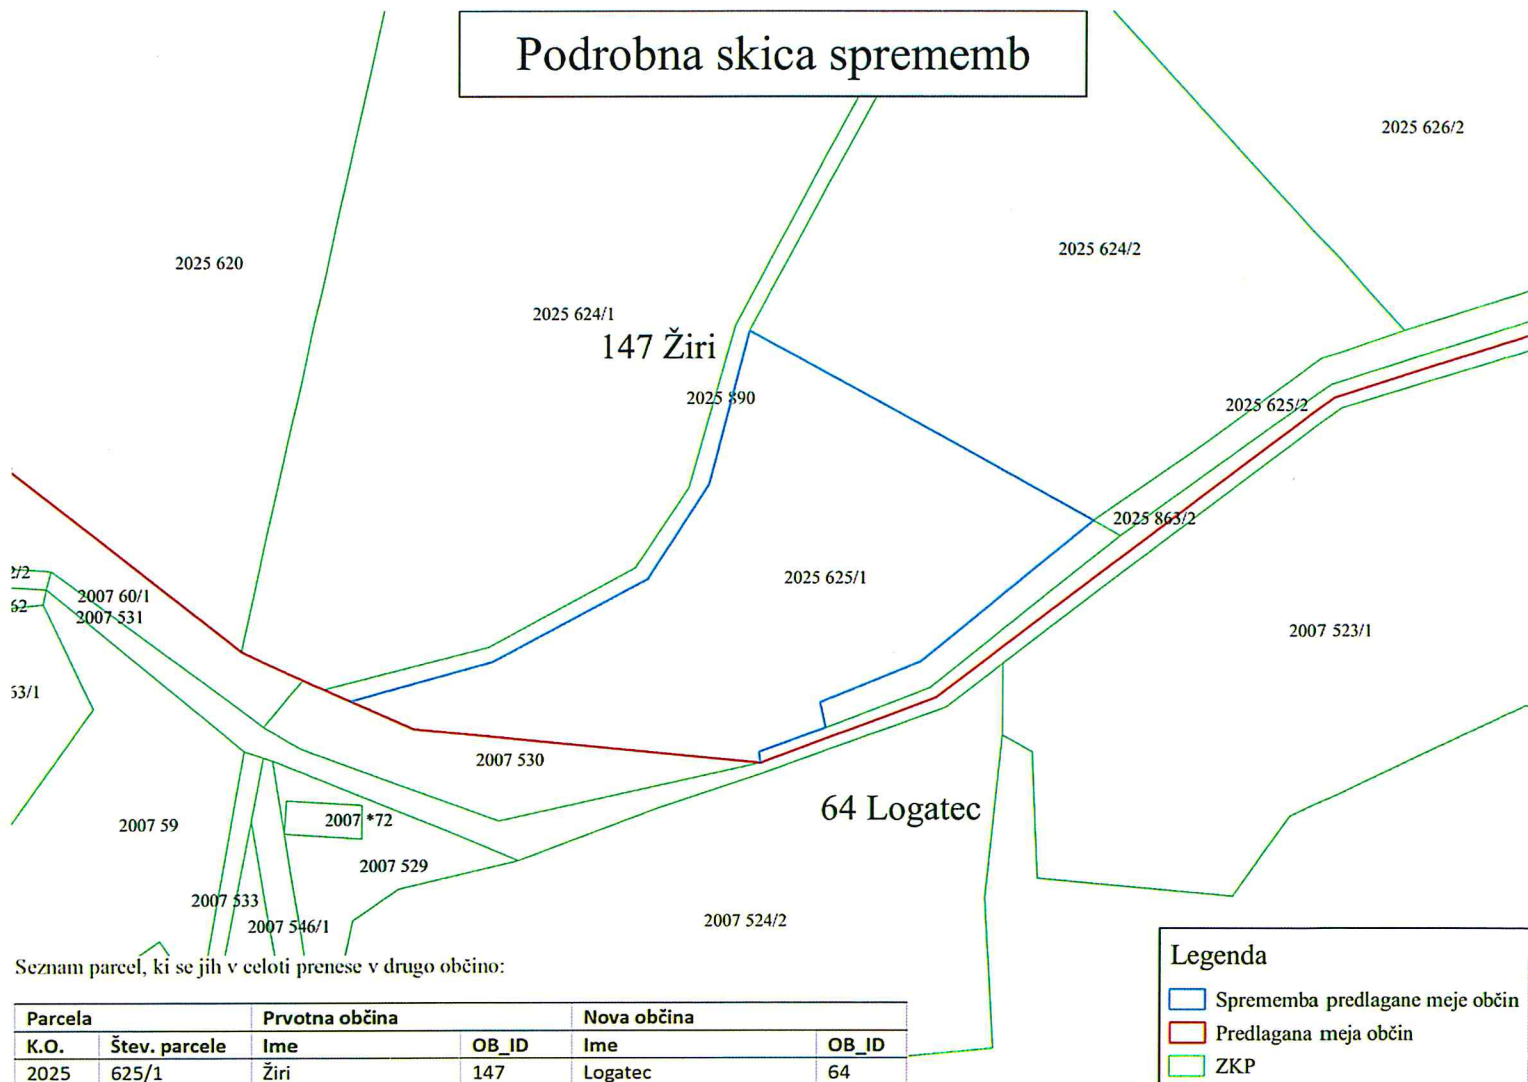 Podrobna skica sprememb
2025 626/2
2025 624/2
2025 620
2025 624/1
147 Žiri
2025 890
2025 625/2
2025 863/2
2025 625/1
2/2
2007 60/1
62
2007 531
2007 523/1
53/1
2007 530
64 Logatec
2007 59
2007 *72
2007 529
2007 533
2007 546/1
2007 524/2
Seznam parcel, ki se jih v celoti prenese v drugo občino:
Parcela Prvotna občina Nova občina
K.O. Štev. parcele Ime OB_ID Ime OB_ID
2025 625/1 Žiri 147 Logatec 64
Legenda
Sprememba predlagane meje občin
Predlagana meja občin
ZKP